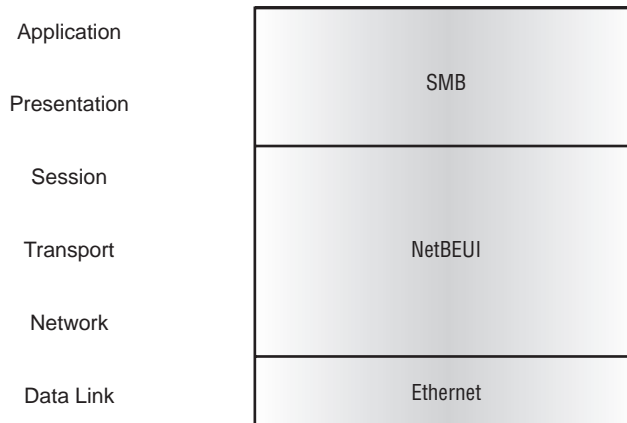 Application
SMB
Presentation
Session
Transport
NetBEUI
Network
Data Link
Ethernet